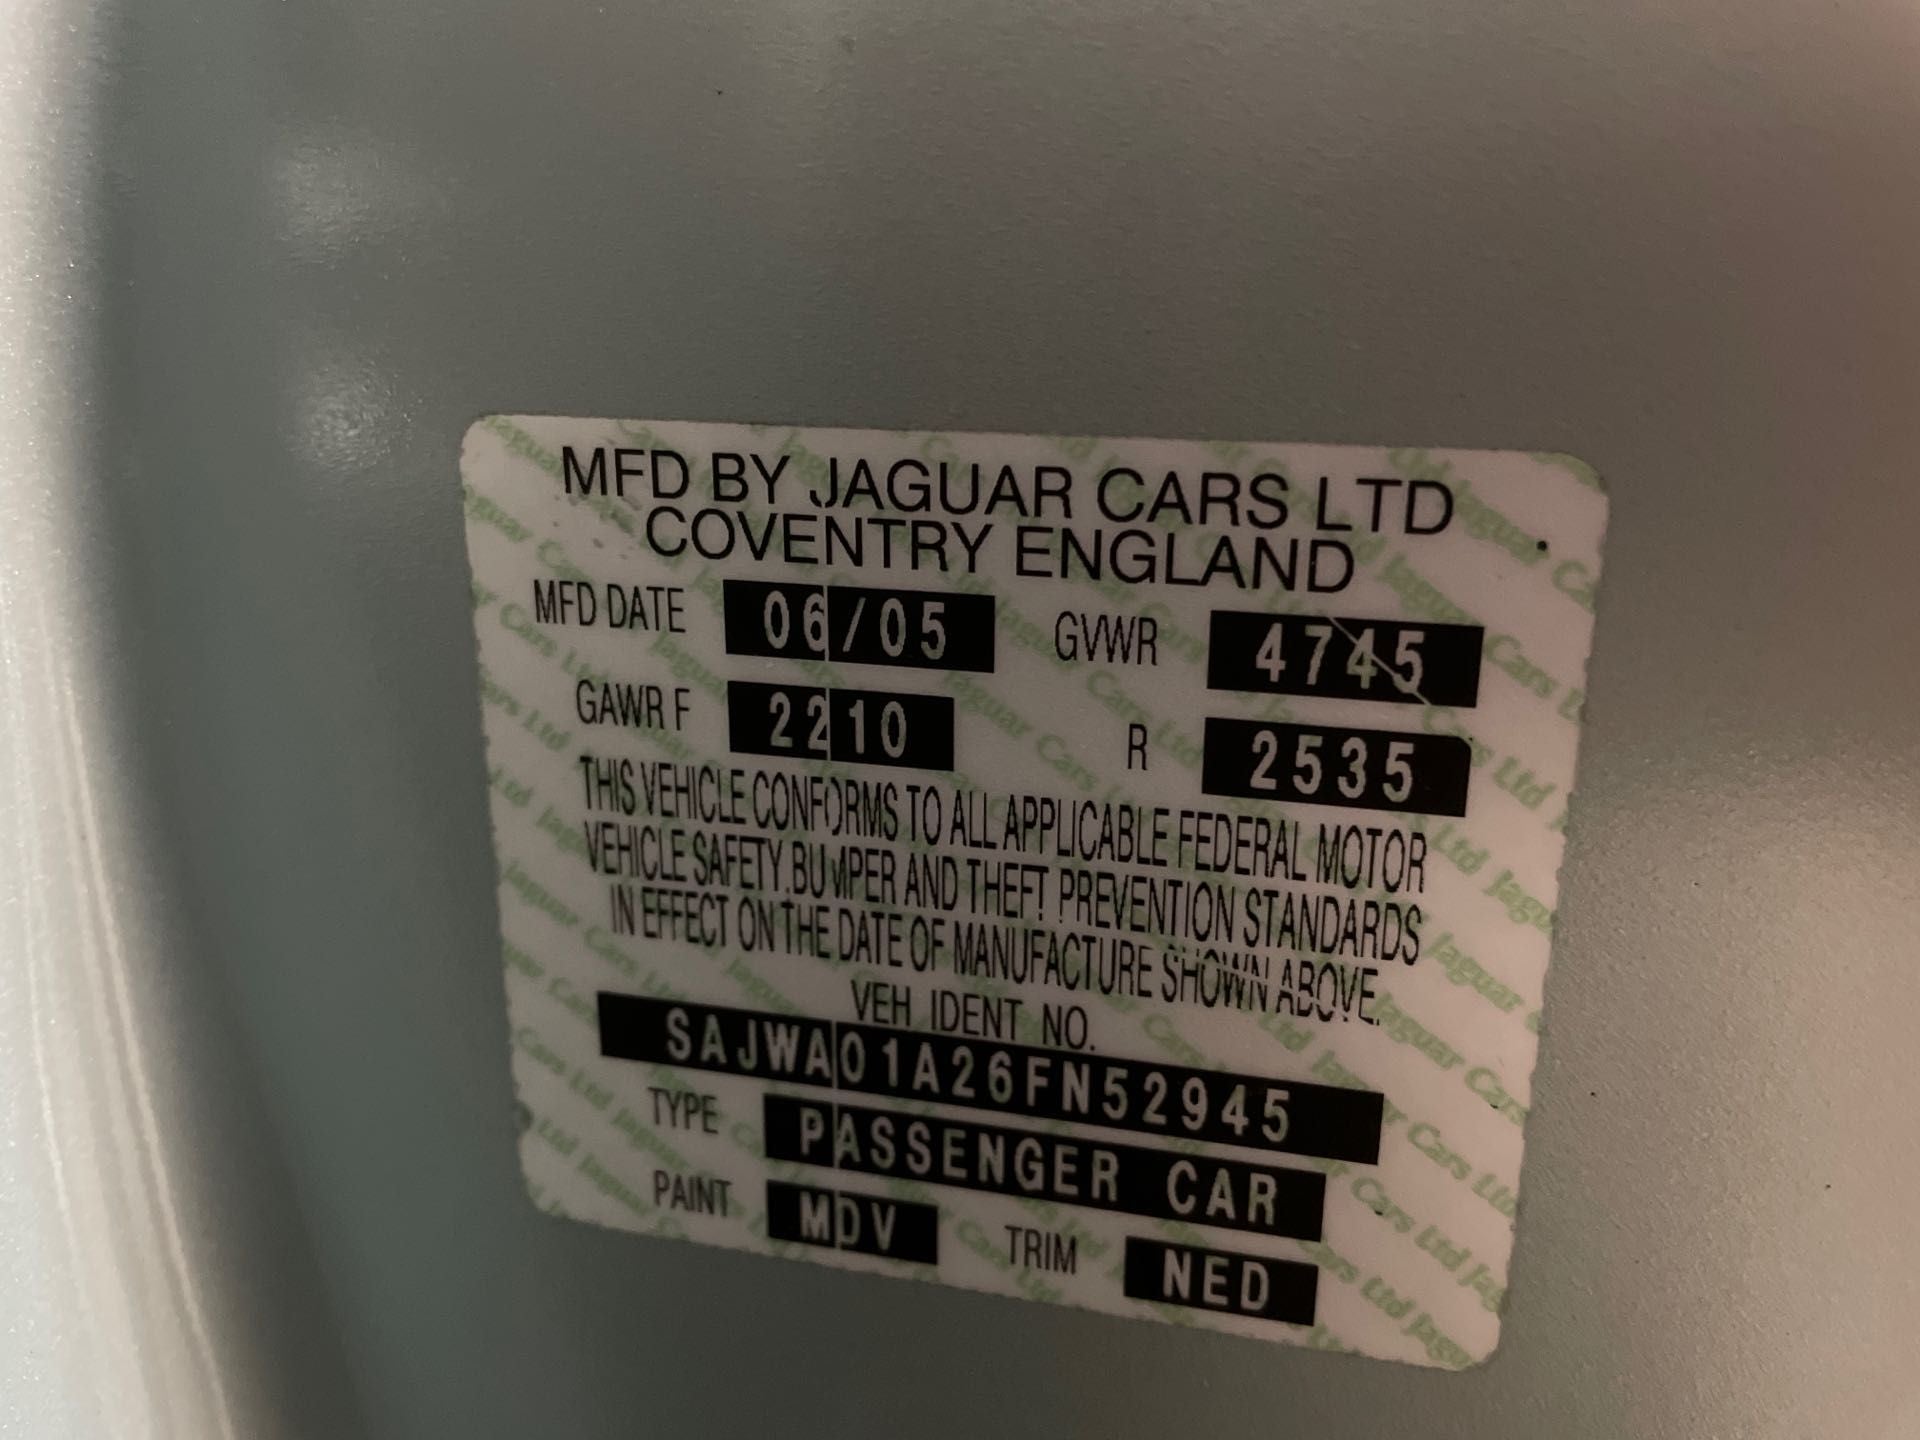 MFD BY JAGUAR CARS LTD
COVENTRY ENGLAND
MFD DATE 06/05 GVWR 4745
GAWR F 2210 R 2535
THIS VEHICLE CONFORMS TO ALL APPLICABLE FEDERAL MOTOR
VEHICLE SAFETY. BUMPER AND THEFT PREVENTION STANDARDS
IN EFFECT ON THE DATE OF MANUFACTURE SHOWN ABOVE.
VEH IDENT NO.
SAJWA01A26FN52945
TYPE PASSENGER CAR
PAINT MDV TRIM NED